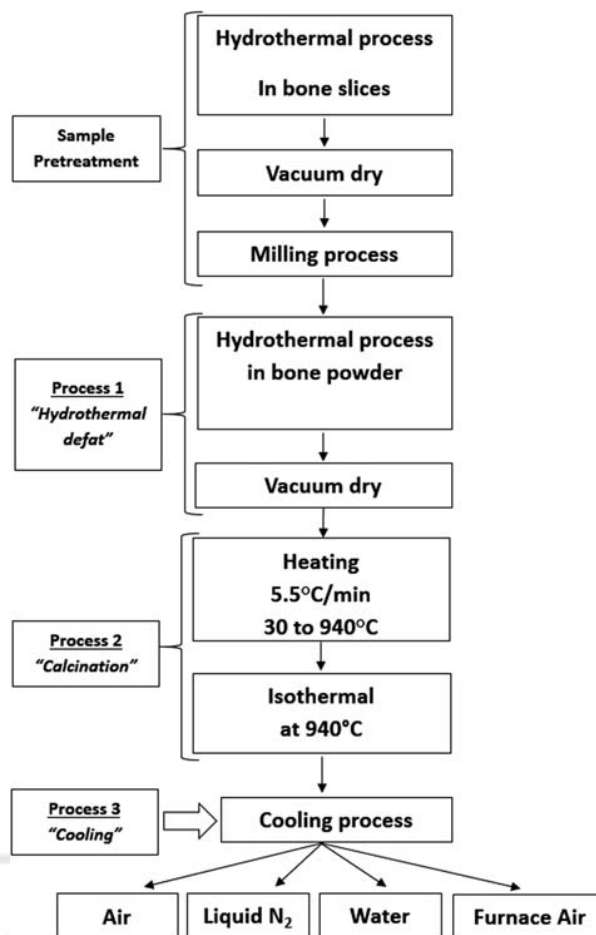 Hydrothermal process
In bone slices
Sample
Pretreatment
Vacuum dry
Milling process
Hydrothermal process
in bone powder
Process 1
“Hydrothermal
defat”
Vacuum dry
Heating
5.5°C/min
30 to 940°C
Process 2
“Calcination”
Isothermal
at 940°C
Process 3
“Cooling”
Cooling process
Air
Liquid N₂
Water
Furnace Air